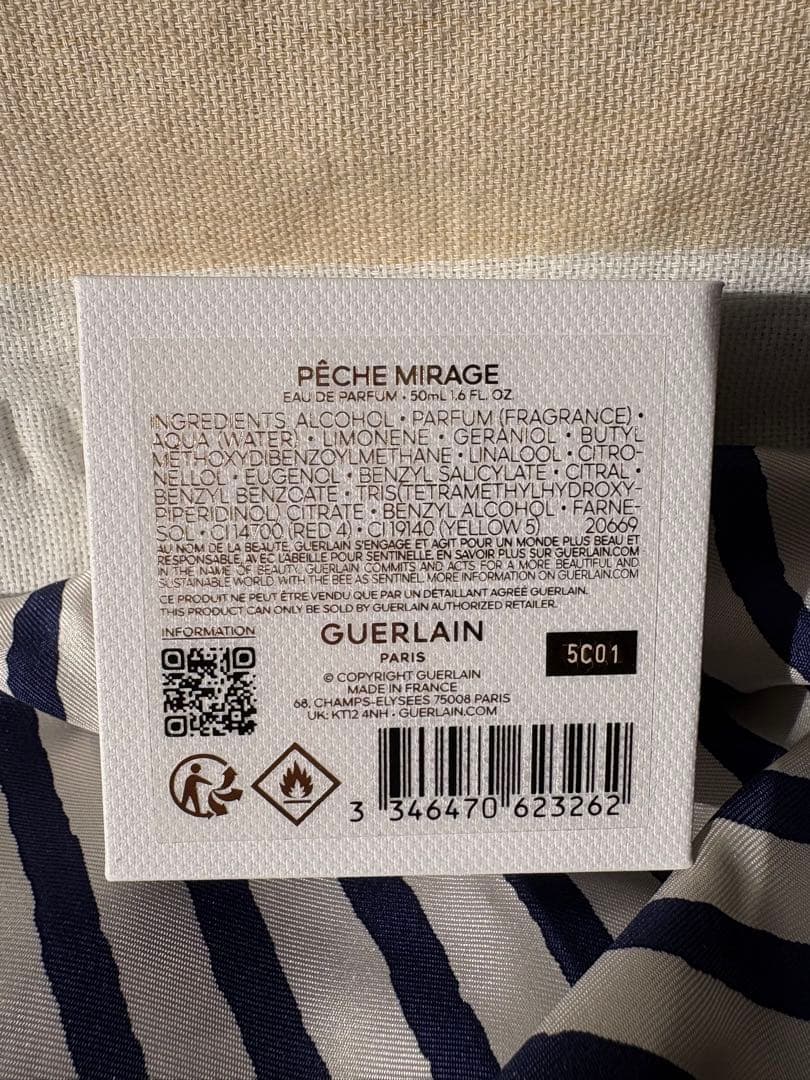 PÊCHE MIRAGE
EAU DE PARFUM • 50mL 1.6 FL. OZ
INGREDIENTS ALCOHOL • PARFUM (FRAGRANCE) •
AQUA (WATER) • LIMONENE • GERANIOL • BUTYL
METHOXYDIBENZOYLMETHANE • LINALOOL • CITRO-
NELLOL • EUGENOL • BENZYL SALICYLATE • CITRAL •
BENZYL BENZOATE • TRIS(TETRAMETHYLHYDROXY-
PIPERIDINOL) CITRATE • BENZYL ALCOHOL • FARNE-
SOL • CI 14700 (RED 4) • CI 19140 (YELLOW 5) 20669
AU NOM DE LA BEAUTE, GUERLAIN S'ENGAGE ET AGIT POUR UN MONDE PLUS BEAU ET
RESPONSABLE, AVEC L'ABEILLE POUR SENTINELLE. EN SAVOIR PLUS SUR GUERLAIN.COM
IN THE NAME OF BEAUTY, GUERLAIN COMMITS AND ACTS FOR A MORE BEAUTIFUL AND
SUSTAINABLE WORLD WITH THE BEE AS SENTINEL. MORE INFORMATION ON GUERLAIN.COM
CE PRODUIT NE PEUT ÊTRE VENDU QUE PAR UN DÉTAILLANT AGRÉÉ GUERLAIN.
THIS PRODUCT CAN ONLY BE SOLD BY GUERLAIN AUTHORIZED RETAILER.
INFORMATION
GUERLAIN
PARIS
5C01
© COPYRIGHT GUERLAIN
MADE IN FRANCE
68, CHAMPS-ELYSEES 75008 PARIS
UK: KT12 4NH • GUERLAIN.COM
3 346470 623262